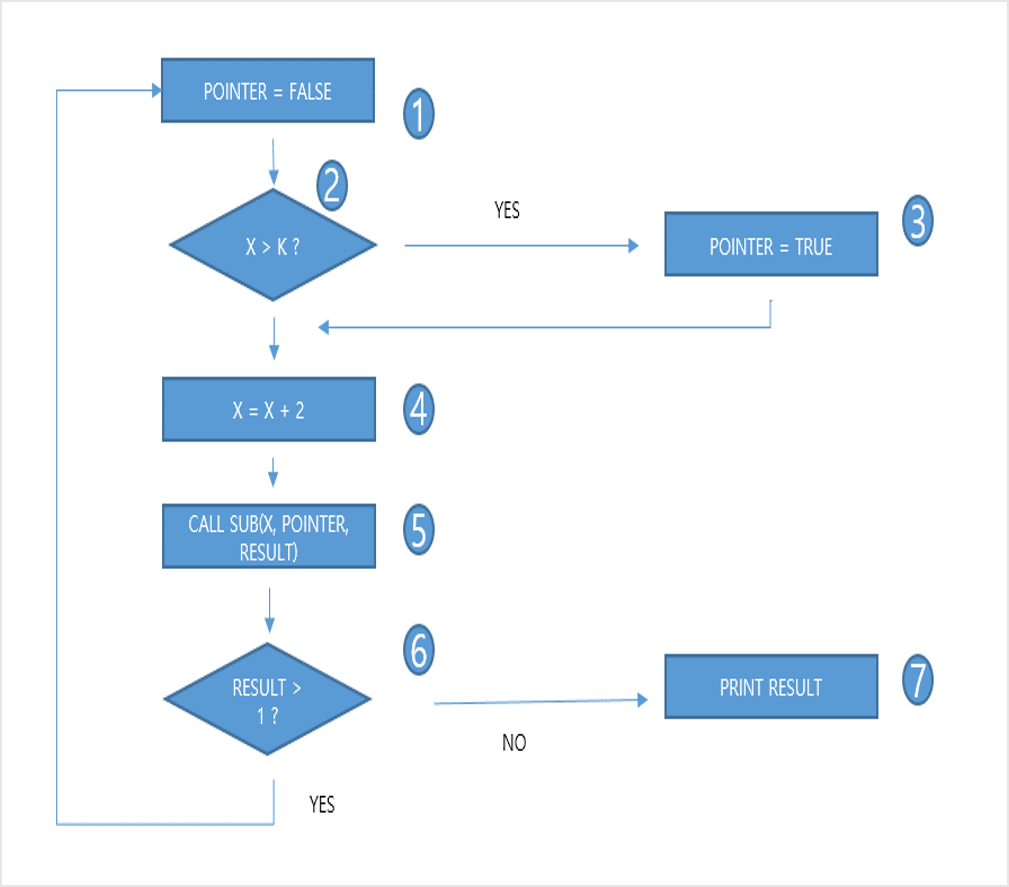 POINTER = FALSE
1
2
X > K ?
YES
POINTER = TRUE
3
X = X + 2
4
CALL SUB(X, POINTER,
RESULT)
5
RESULT >
1 ?
6
NO
PRINT RESULT
7
YES